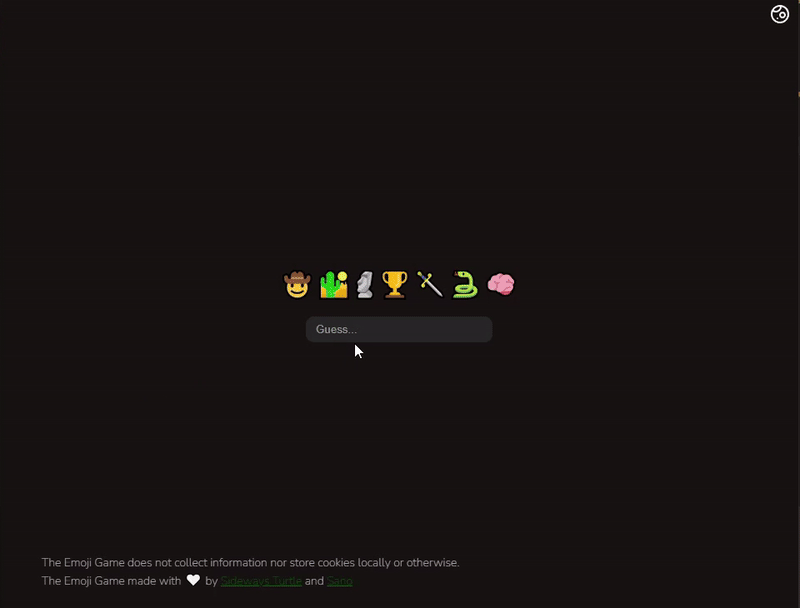 Guess...
The Emoji Game does not collect information nor store cookies locally or otherwise.
The Emoji Game made with ♥ by Sideways Turtle and Sano